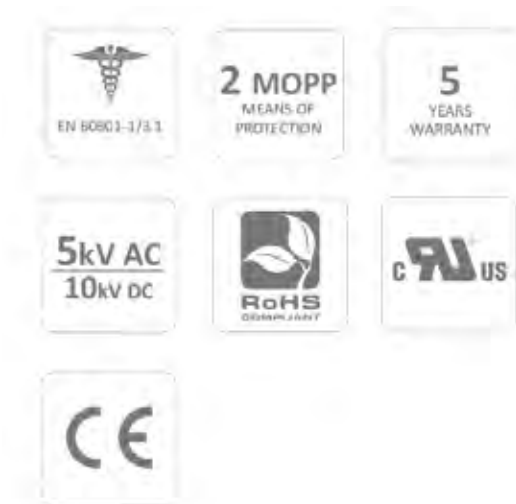 EN 60601-1/3.1
2 MOPP
MEANS OF
PROTECTION
5
YEARS
WARRANTY
5kV AC
10kV DC
RoHS
COMPLIANT
c RU US
CE